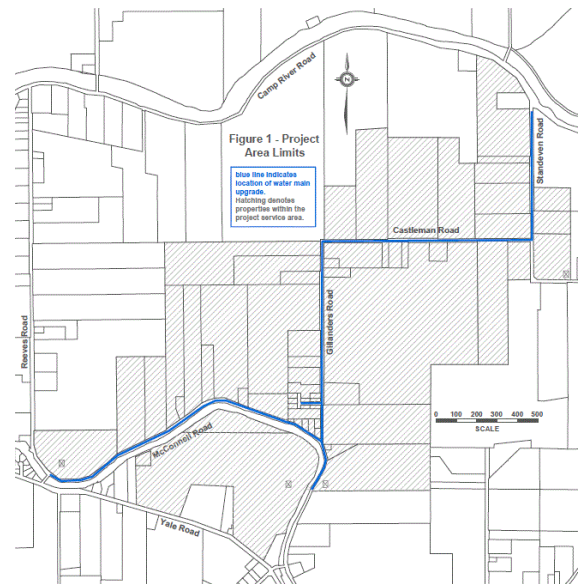 Camp River Road
N
Figure 1 - Project
Area Limits
blue line indicates
location of water main
upgrade.
Hatching denotes
properties within the
project service area.
Standeven Road
Castleman Road
Gillanders Road
Reeves Road
0 100 200 300 400 500
SCALE
McConnell Road
Yale Road